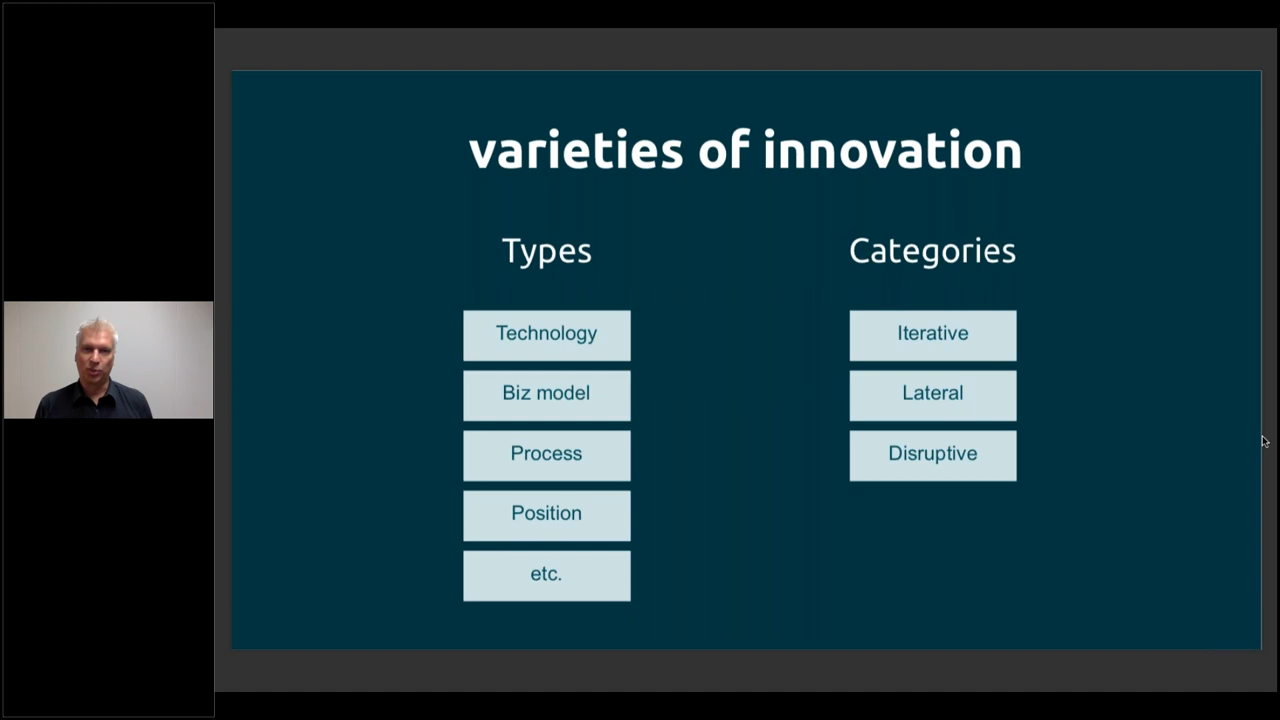 varieties of innovation
Types
Technology
Biz model
Process
Position
etc.
Categories
Iterative
Lateral
Disruptive